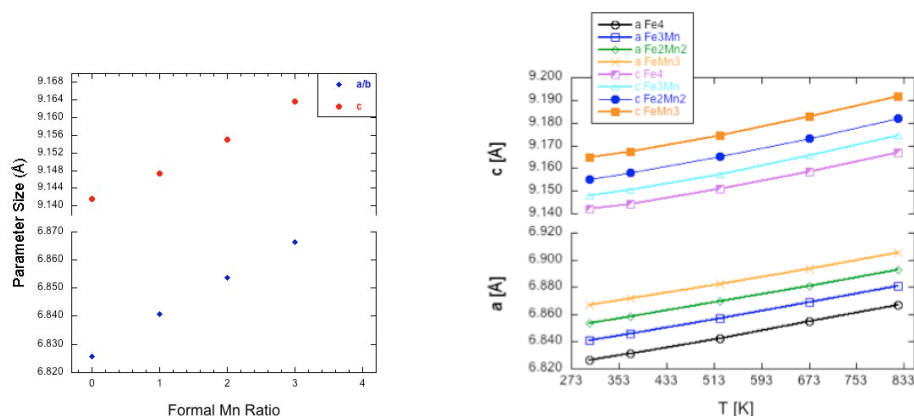 9.168
9.164
9.160
9.156
9.152
9.148
9.144
9.140
6.870
6.860
6.850
6.840
6.830
6.820
0 1 2 3 4
Parameter Size (Å)
Formal Mn Ratio
a/b
c
a Fe4
a Fe3Mn
a Fe2Mn2
a FeMn3
c Fe4
c Fe3Mn
c Fe2Mn2
c FeMn3
9.200
9.190
9.180
9.170
9.160
9.150
9.140
c [Å]
6.920
6.900
6.880
6.860
6.840
6.820
a [Å]
273 353 433 513 593 673 753 833
T [K]